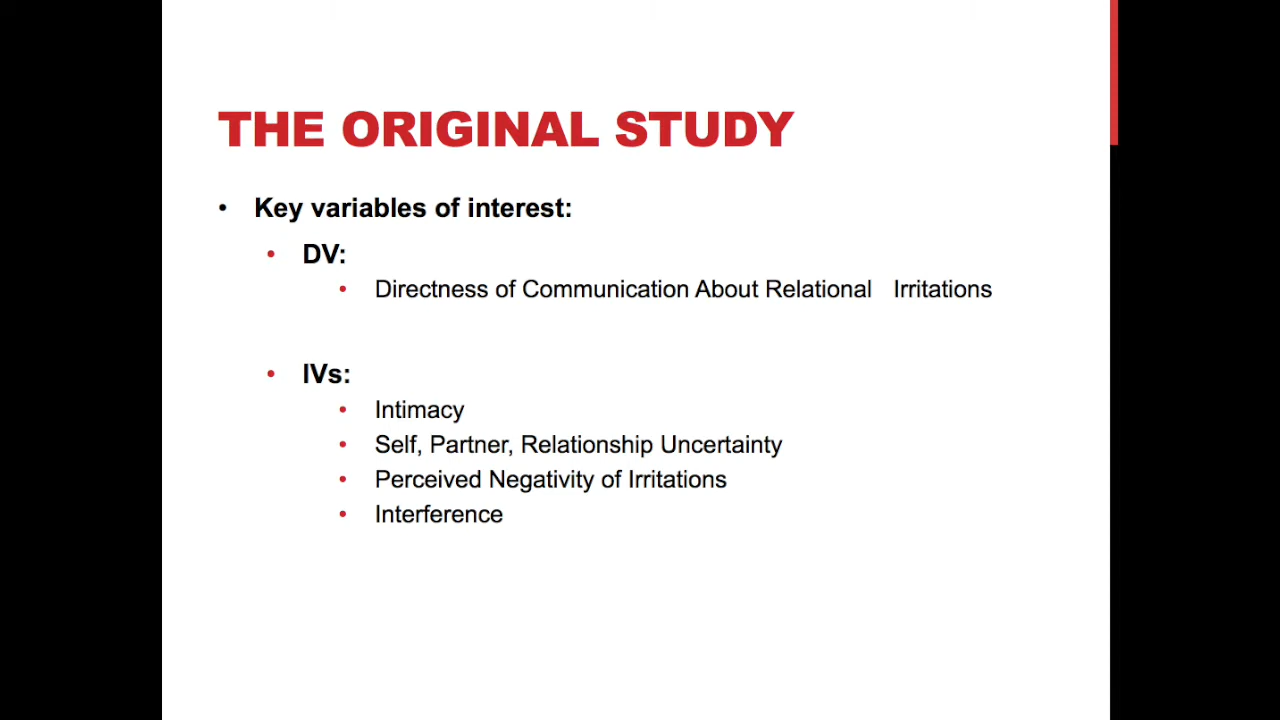 THE ORIGINAL STUDY
• Key variables of interest:
• DV:
• Directness of Communication About Relational Irritations
• IVs:
• Intimacy
• Self, Partner, Relationship Uncertainty
• Perceived Negativity of Irritations
• Interference